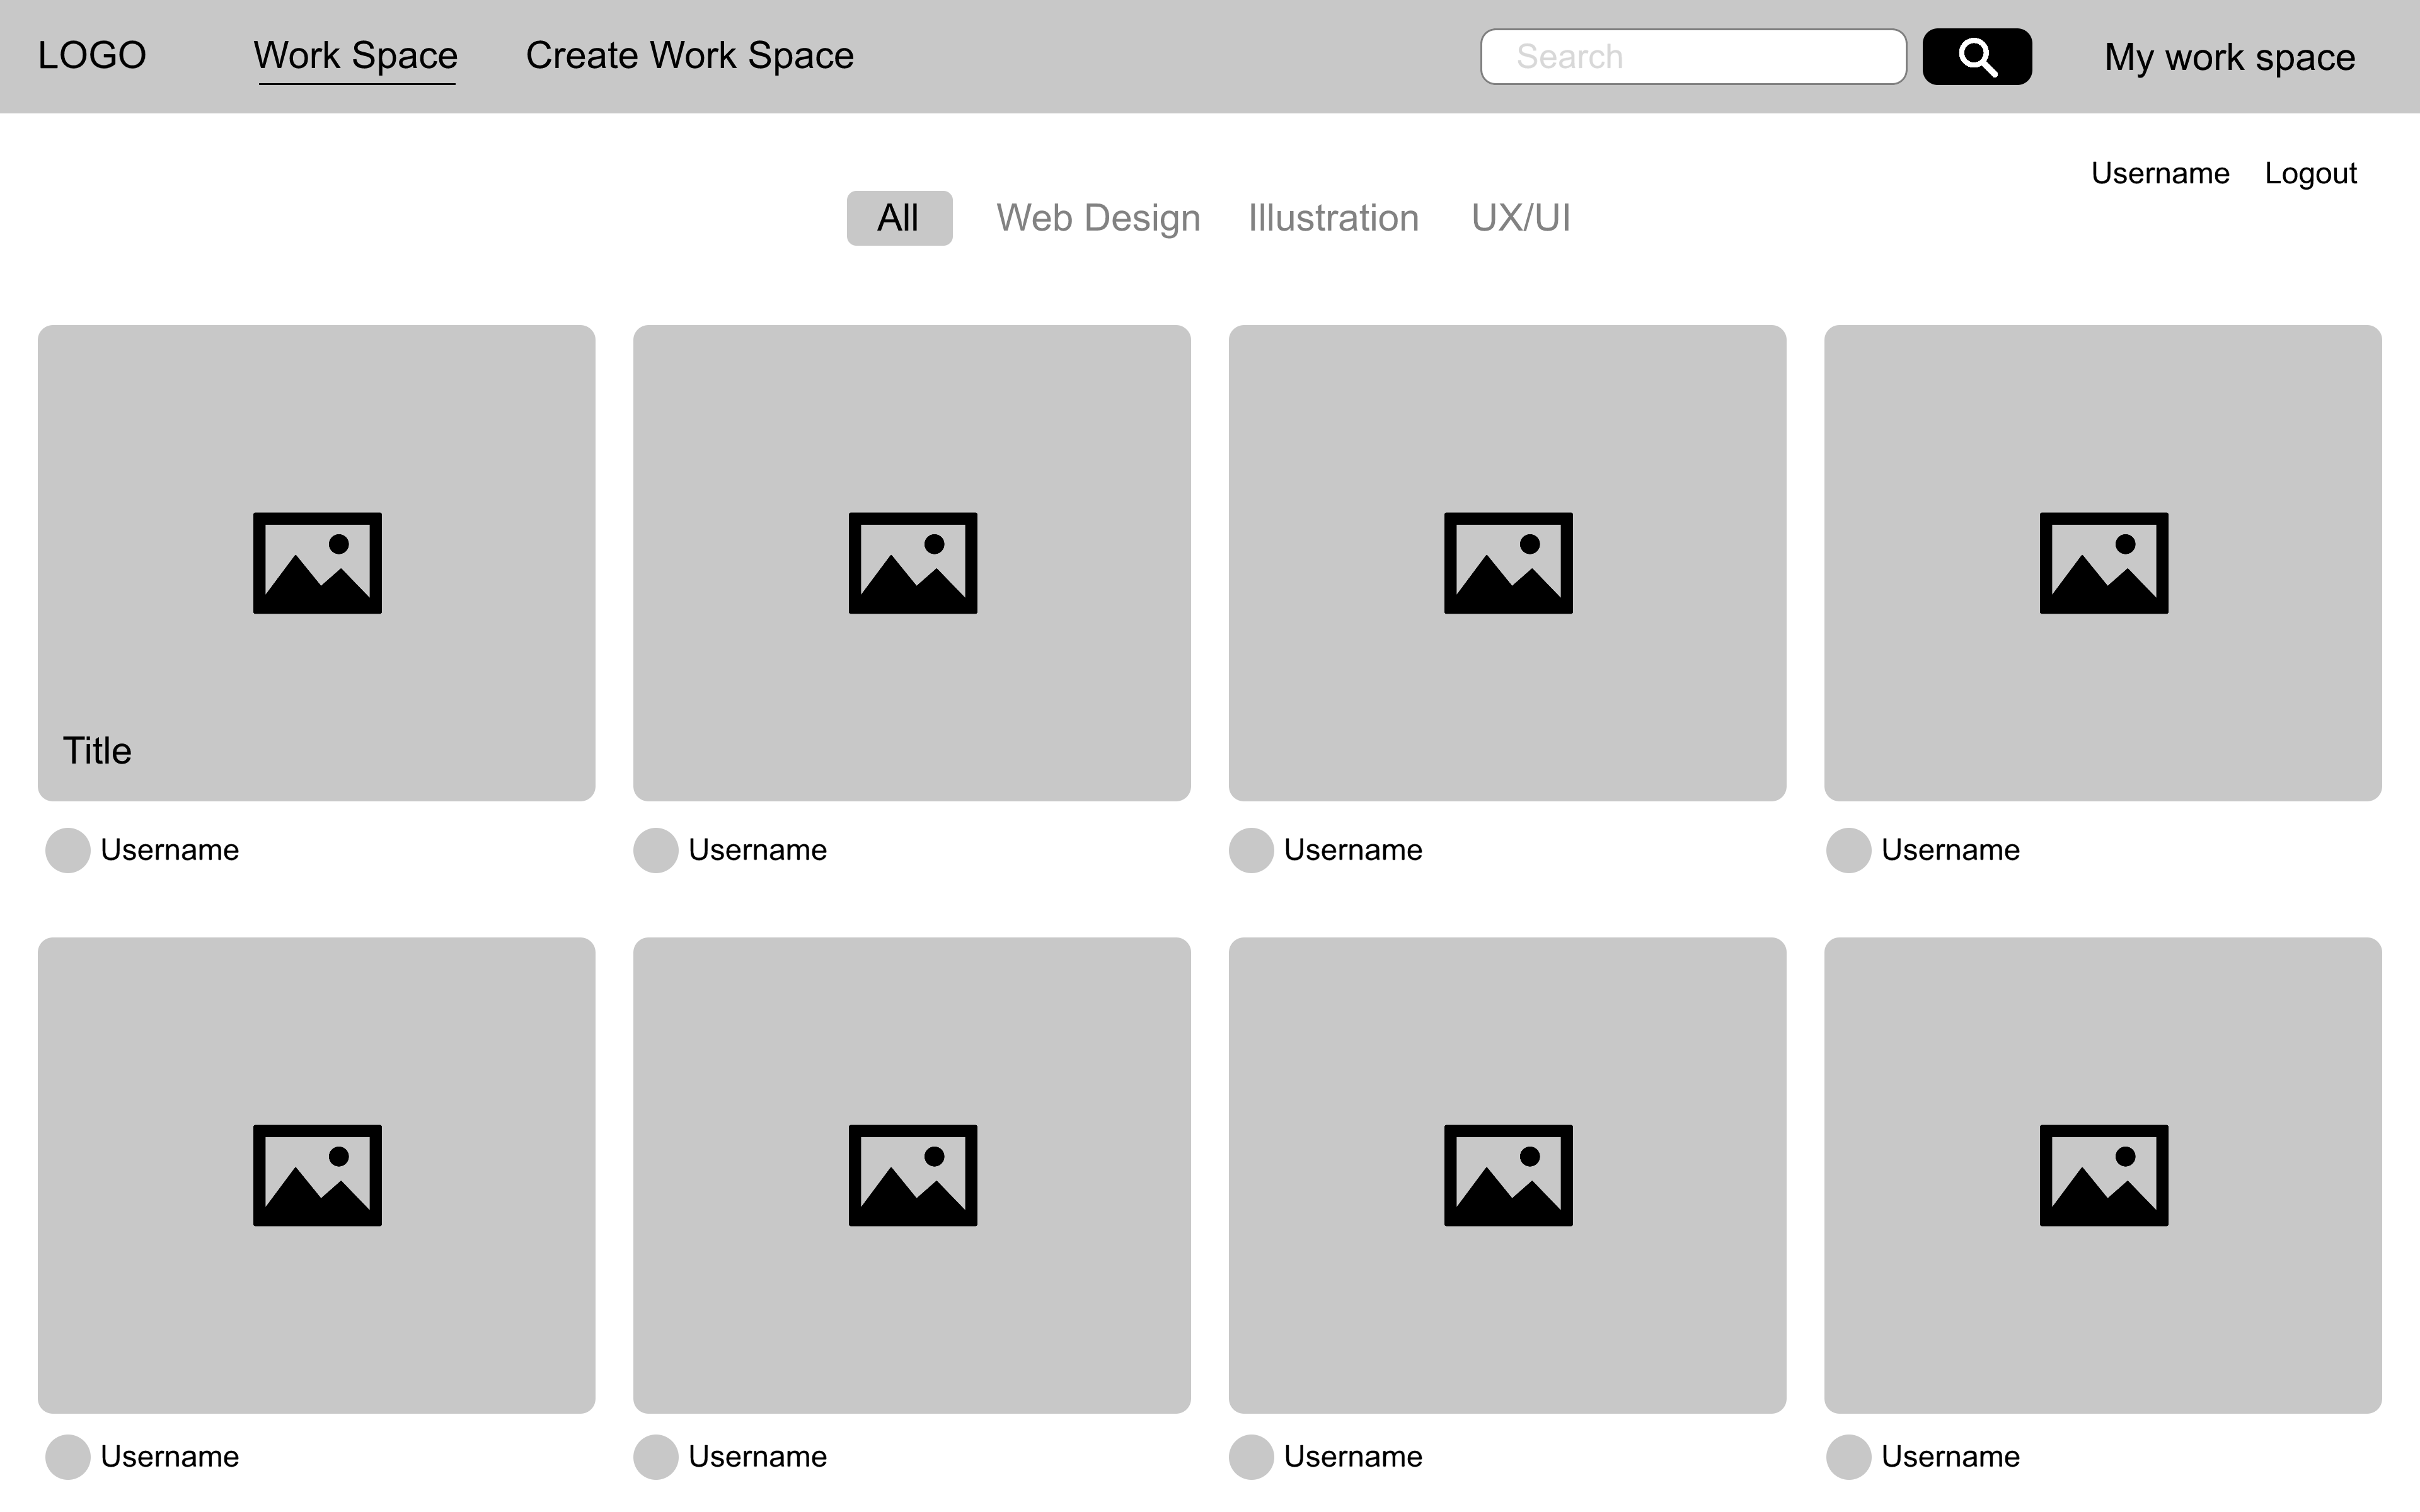 LOGO Work Space Create Work Space Search My work space
Username Logout
All Web Design Illustration UX/UI
Title
Username Username Username Username
Username Username Username Username